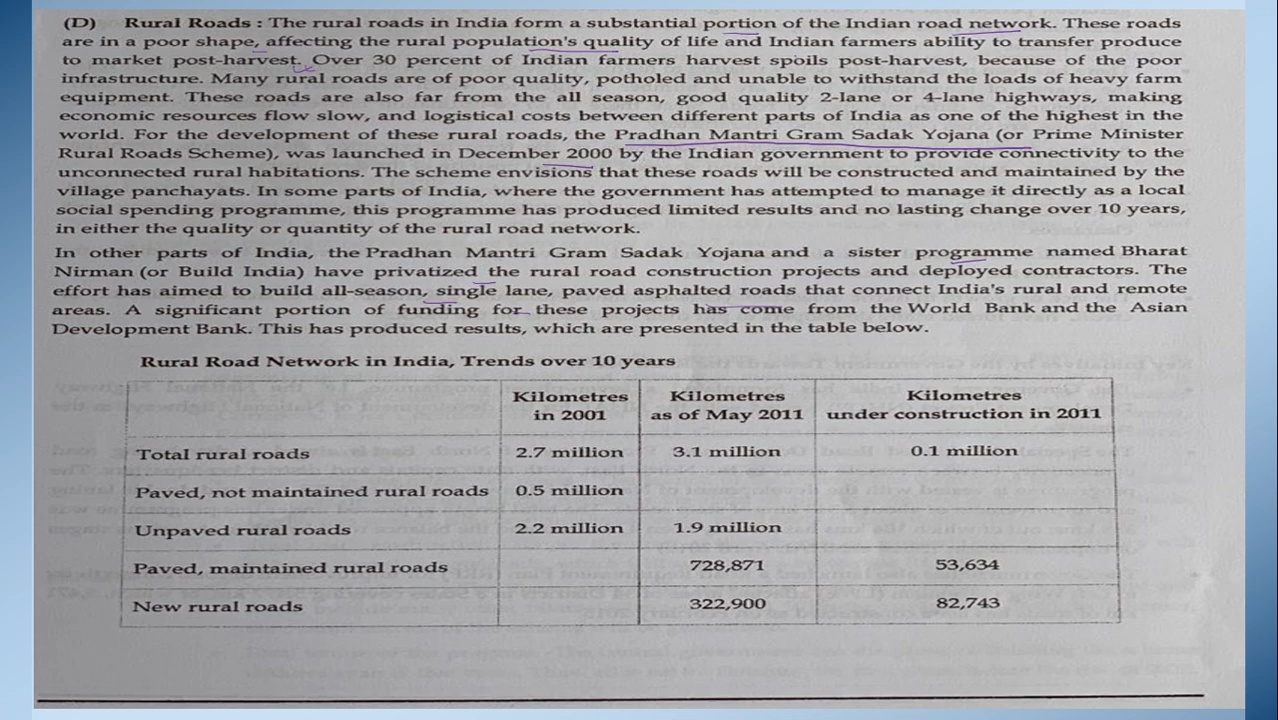 (D) Rural Roads : The rural roads in India form a substantial portion of the Indian road network. These roads
are in a poor shape, affecting the rural population's quality of life and Indian farmers ability to transfer produce
to market post-harvest. Over 30 percent of Indian farmers harvest spoils post-harvest, because of the poor
infrastructure. Many rural roads are of poor quality, potholed and unable to withstand the loads of heavy farm
equipment. These roads are also far from the all season, good quality 2-lane or 4-lane highways, making
economic resources flow slow, and logistical costs between different parts of India as one of the highest in the
world. For the development of these rural roads, the Pradhan Mantri Gram Sadak Yojana (or Prime Minister
Rural Roads Scheme), was launched in December 2000 by the Indian government to provide connectivity to the
unconnected rural habitations. The scheme envisions that these roads will be constructed and maintained by the
village panchayats. In some parts of India, where the government has attempted to manage it directly as a local
social spending programme, this programme has produced limited results and no lasting change over 10 years,
in either the quality or quantity of the rural road network.
In other parts of India, the Pradhan Mantri Gram Sadak Yojana and a sister programme named Bharat
Nirman (or Build India) have privatized the rural road construction projects and deployed contractors. The
effort has aimed to build all-season, single lane, paved asphalted roads that connect India's rural and remote
areas. A significant portion of funding for these projects has come from the World Bank and the Asian
Development Bank. This has produced results, which are presented in the table below.
Rural Road Network in India, Trends over 10 years
Kilometres in 2001 Kilometres as of May 2011 Kilometres under construction in 2011
Total rural roads 2.7 million 3.1 million 0.1 million
Paved, not maintained rural roads 0.5 million
Unpaved rural roads 2.2 million 1.9 million
Paved, maintained rural roads 728,871 53,634
New rural roads 322,900 82,743